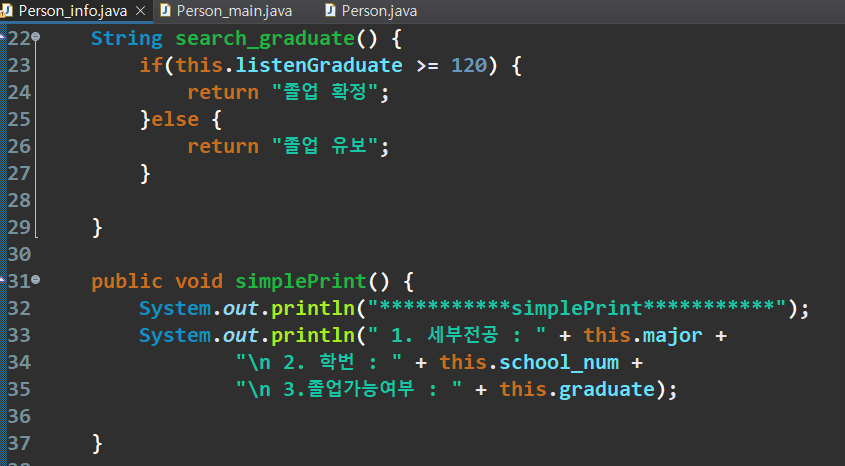 Person_info.java Person_main.java Person.java
22 String search_graduate() {
23 if(this.listenGraduate >= 120) {
24 return "졸업 확정";
25 }else {
26 return "졸업 유보";
27 }
28
29 }
30
31 public void simplePrint() {
32 System.out.println("***********simplePrint***********");
33 System.out.println(" 1. 세부전공 : " + this.major +
34 "\n 2. 학번 : " + this.school_num +
35 "\n 3.졸업가능여부 : " + this.graduate);
36
37 }